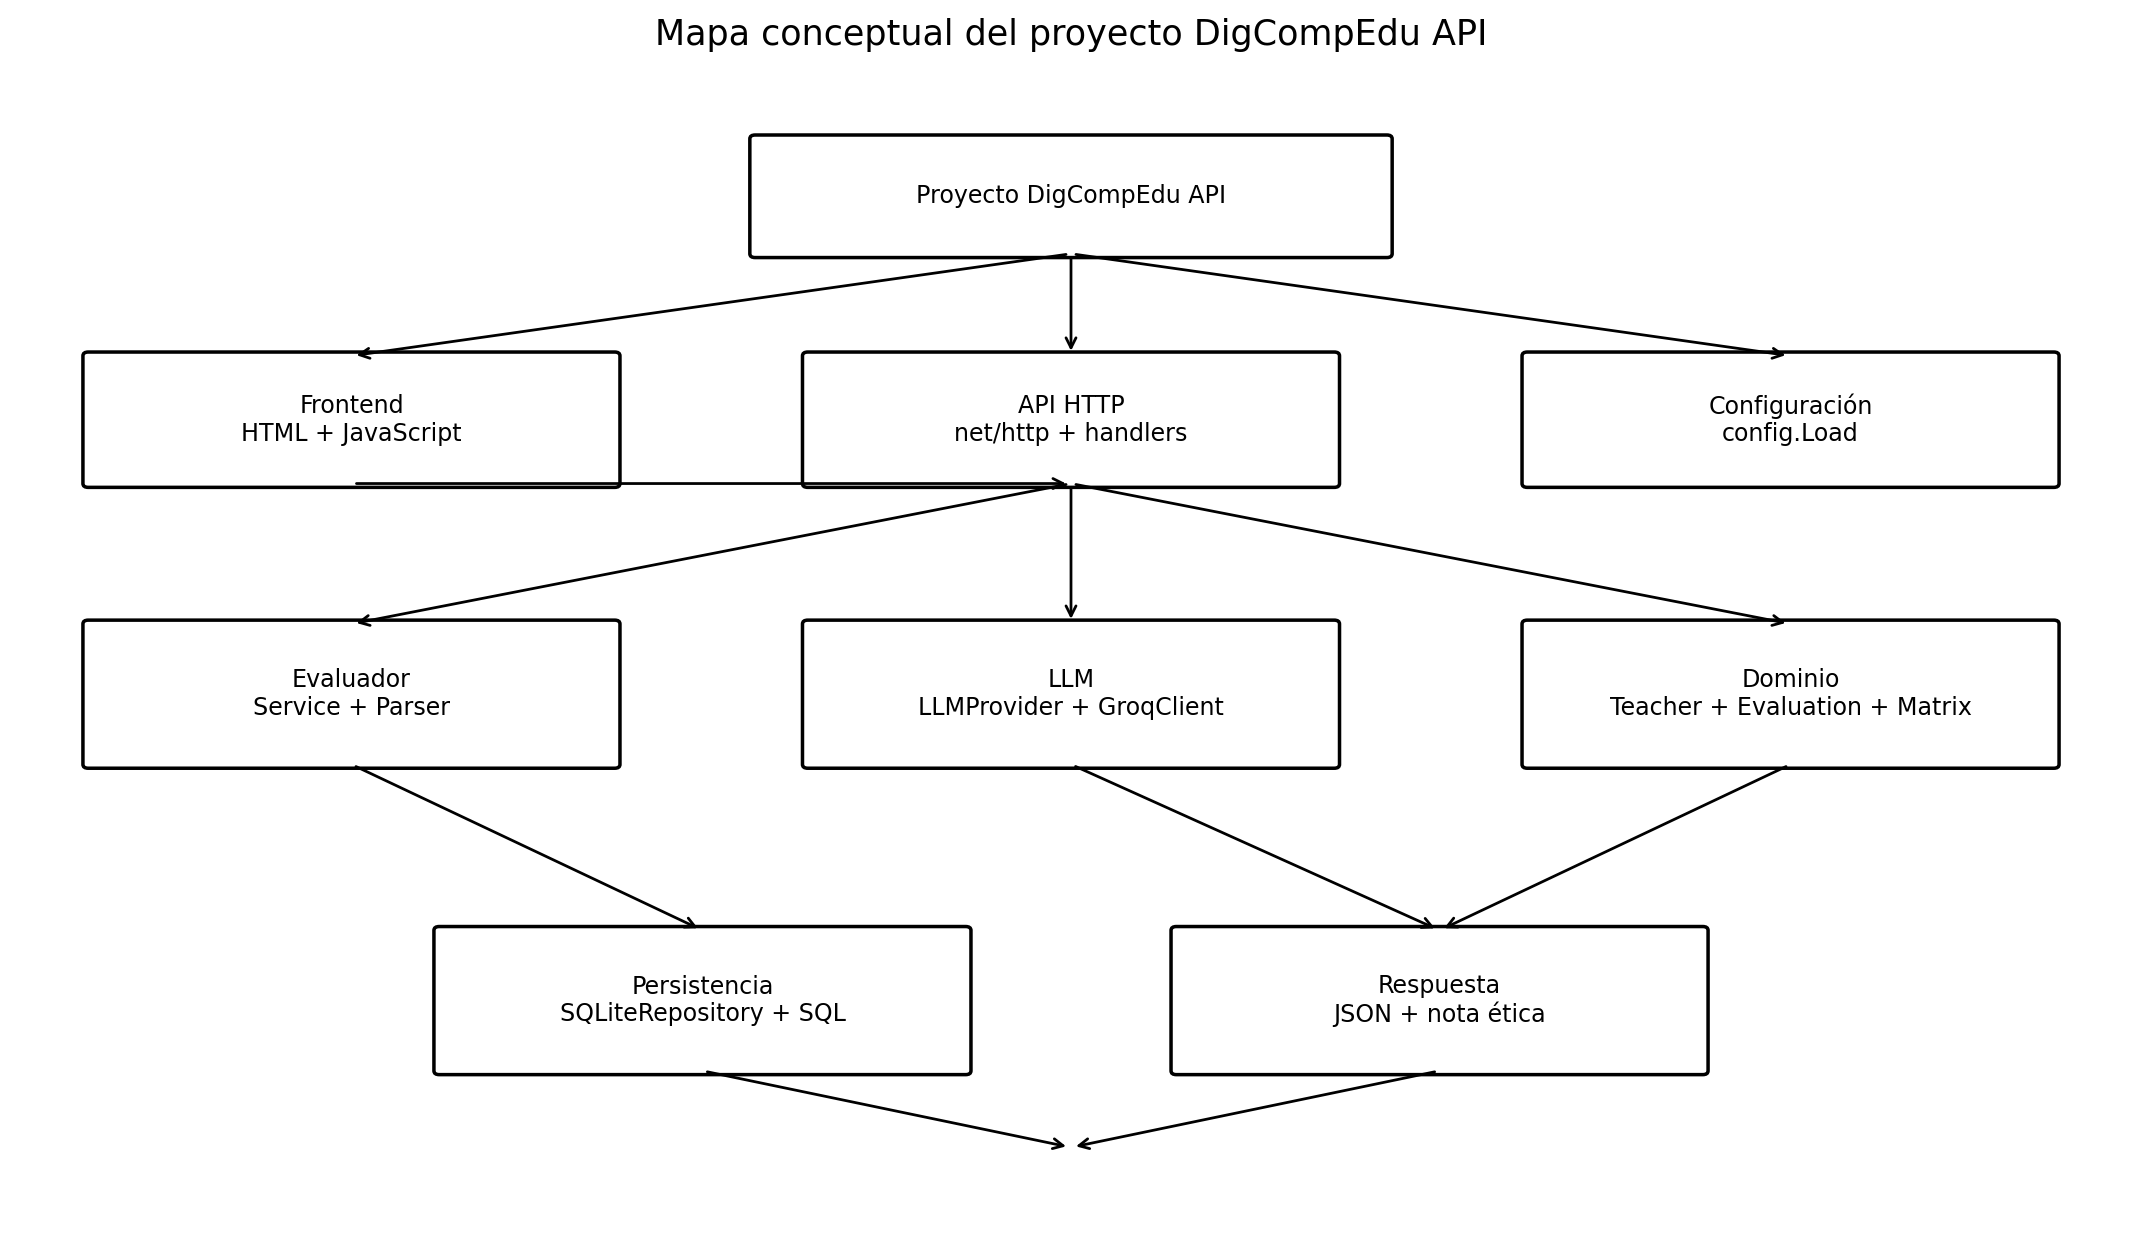 Mapa conceptual del proyecto DigCompEdu API
Proyecto DigCompEdu API
Frontend
HTML + JavaScript
API HTTP
net/http + handlers
Configuración
config.Load
Evaluador
Service + Parser
LLM
LLMProvider + GroqClient
Dominio
Teacher + Evaluation + Matrix
Persistencia
SQLiteRepository + SQL
Respuesta
JSON + nota ética